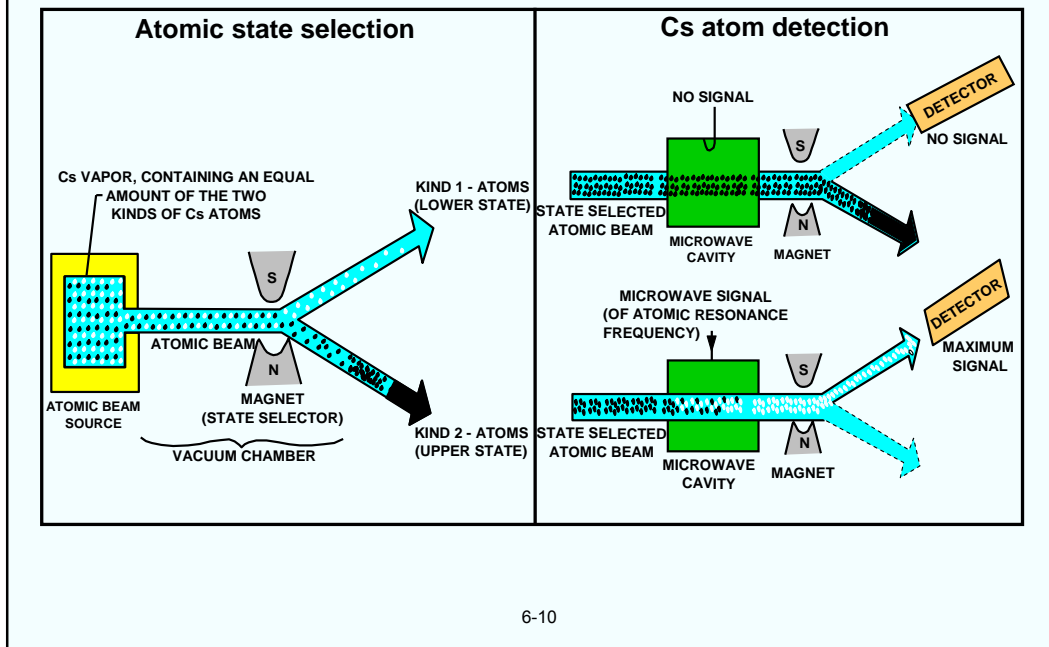 Atomic state selection
Cs VAPOR, CONTAINING AN EQUAL
AMOUNT OF THE TWO
KINDS OF Cs ATOMS
KIND 1 - ATOMS
(LOWER STATE)
S
ATOMIC BEAM
N
ATOMIC BEAM
SOURCE
MAGNET
(STATE SELECTOR)
VACUUM CHAMBER
KIND 2 - ATOMS
(UPPER STATE)
Cs atom detection
NO SIGNAL
DETECTOR
NO SIGNAL
S
STATE SELECTED
ATOMIC BEAM
N
MICROWAVE
CAVITY
MAGNET
MICROWAVE SIGNAL
(OF ATOMIC RESONANCE
FREQUENCY)
DETECTOR
MAXIMUM
SIGNAL
S
STATE SELECTED
ATOMIC BEAM
N
MICROWAVE
CAVITY
MAGNET
6-10